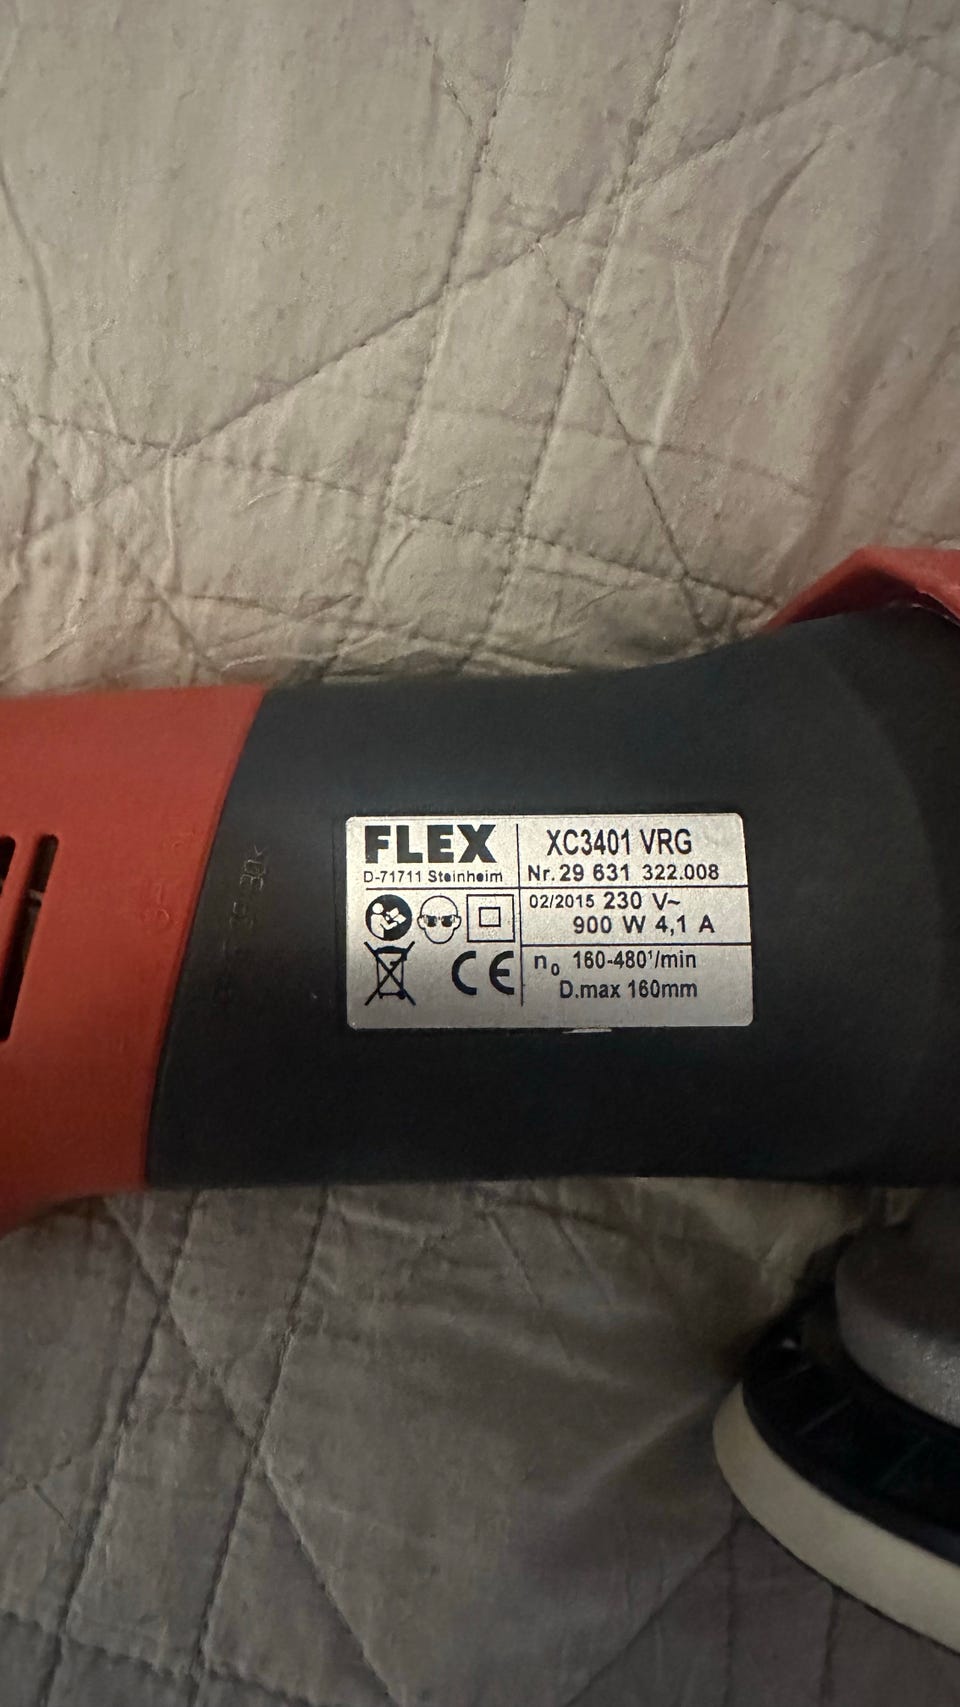 FLEX
D-71711 Steinheim
XC3401 VRG
Nr. 29 631 322.008
02/2015 230 V~
900 W 4,1 A
CE
n₀ 160-480¹/min
D.max 160mm